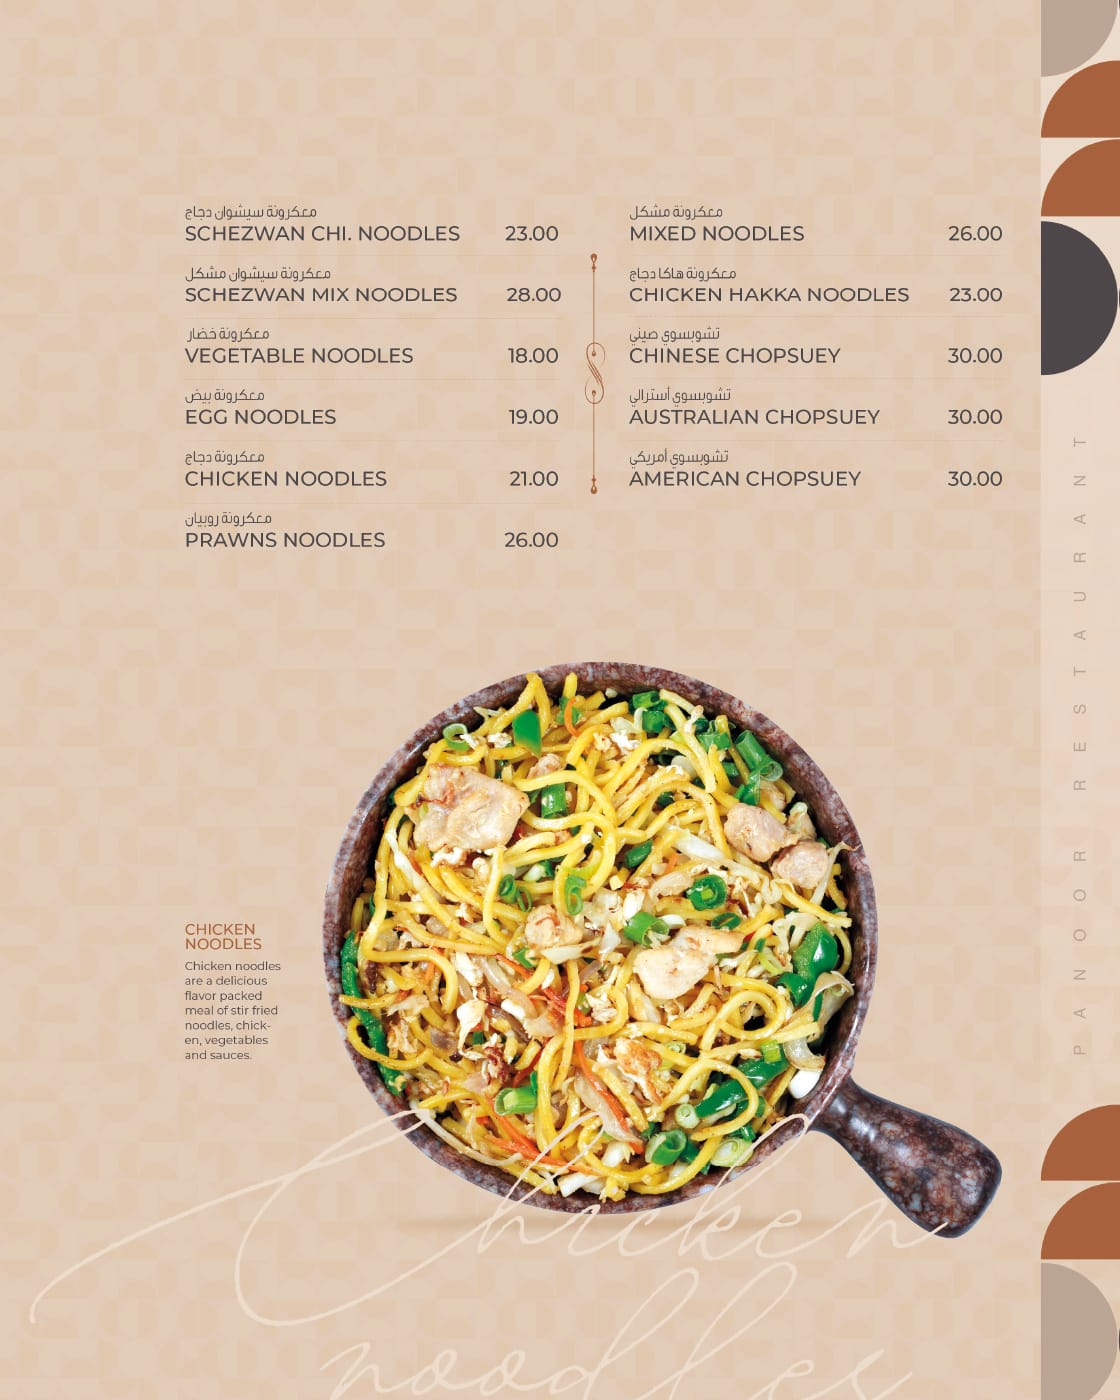 معكرونة سيشوان دجاج
SCHEZWAN CHI. NOODLES 23.00
معكرونة سيشوان مشكل
SCHEZWAN MIX NOODLES 28.00
معكرونة خضار
VEGETABLE NOODLES 18.00
معكرونة بيض
EGG NOODLES 19.00
معكرونة دجاج
CHICKEN NOODLES 21.00
معكرونة روبيان
PRAWNS NOODLES 26.00
معكرونة مشكل
MIXED NOODLES 26.00
معكرونة هاكا دجاج
CHICKEN HAKKA NOODLES 23.00
تشوبسوي صيني
CHINESE CHOPSUEY 30.00
تشوبسوي أسترالي
AUSTRALIAN CHOPSUEY 30.00
تشوبسوي أمريكي
AMERICAN CHOPSUEY 30.00
PANOOR RESTAURANT
CHICKEN
NOODLES
Chicken noodles
are a delicious
flavor packed
meal of stir fried
noodles, chick-
en, vegetables
and sauces.
Chicken
noodles